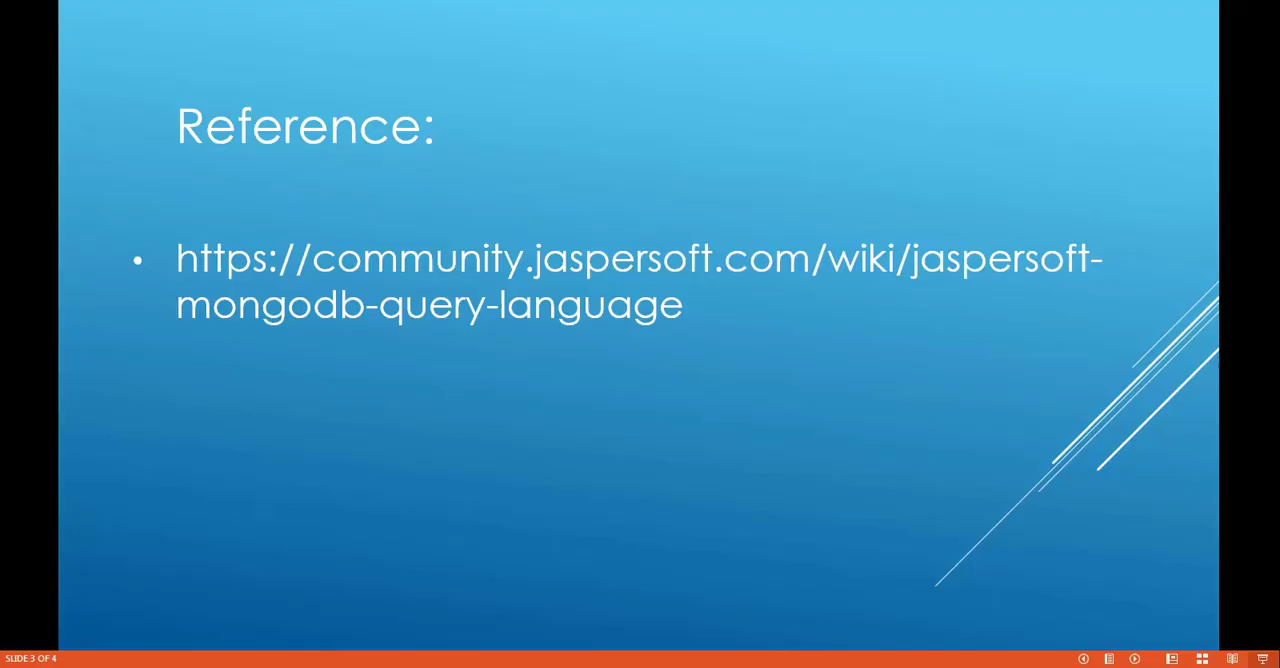 Reference:
• https://community.jaspersoft.com/wiki/jaspersoft-
mongodb-query-language
SLIDE 3 OF 4